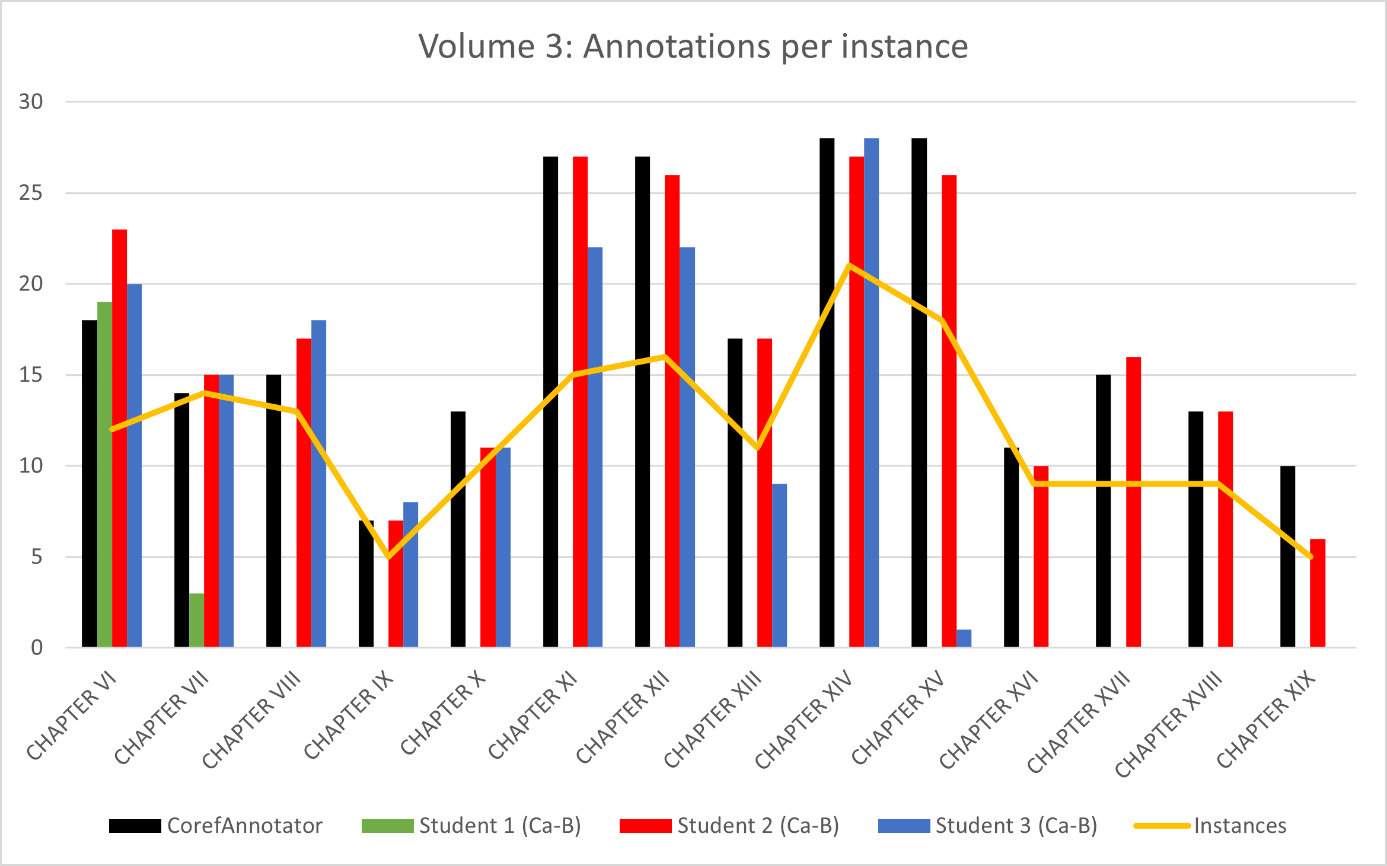 Volume 3: Annotations per instance
30
25
20
15
10
5
0
CHAPTER VI
CHAPTER VII
CHAPTER VIII
CHAPTER IX
CHAPTER X
CHAPTER XI
CHAPTER XII
CHAPTER XIII
CHAPTER XIV
CHAPTER XV
CHAPTER XVI
CHAPTER XVII
CHAPTER XVIII
CHAPTER XIX
CorefAnnotator Student 1 (Ca-B) Student 2 (Ca-B) Student 3 (Ca-B) Instances